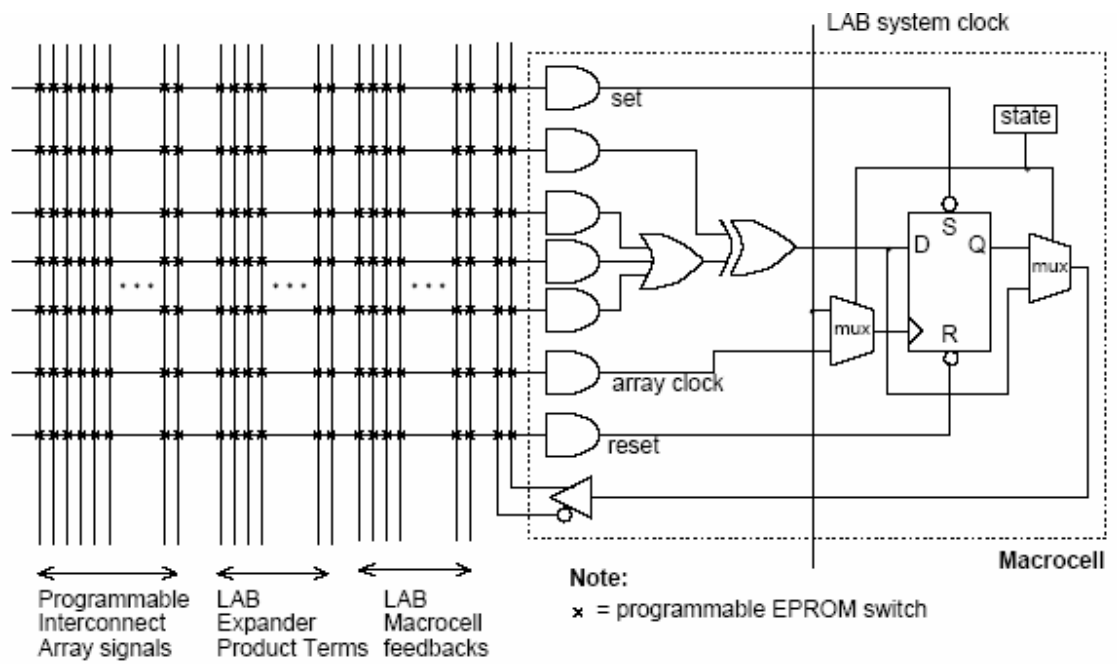 LAB system clock
set
state
S
D
Q
mux
mux
R
array clock
reset
Macrocell
Programmable
Interconnect
Array signals
LAB
Expander
Product Terms
LAB
Macrocell
feedbacks
Note:
x = programmable EPROM switch